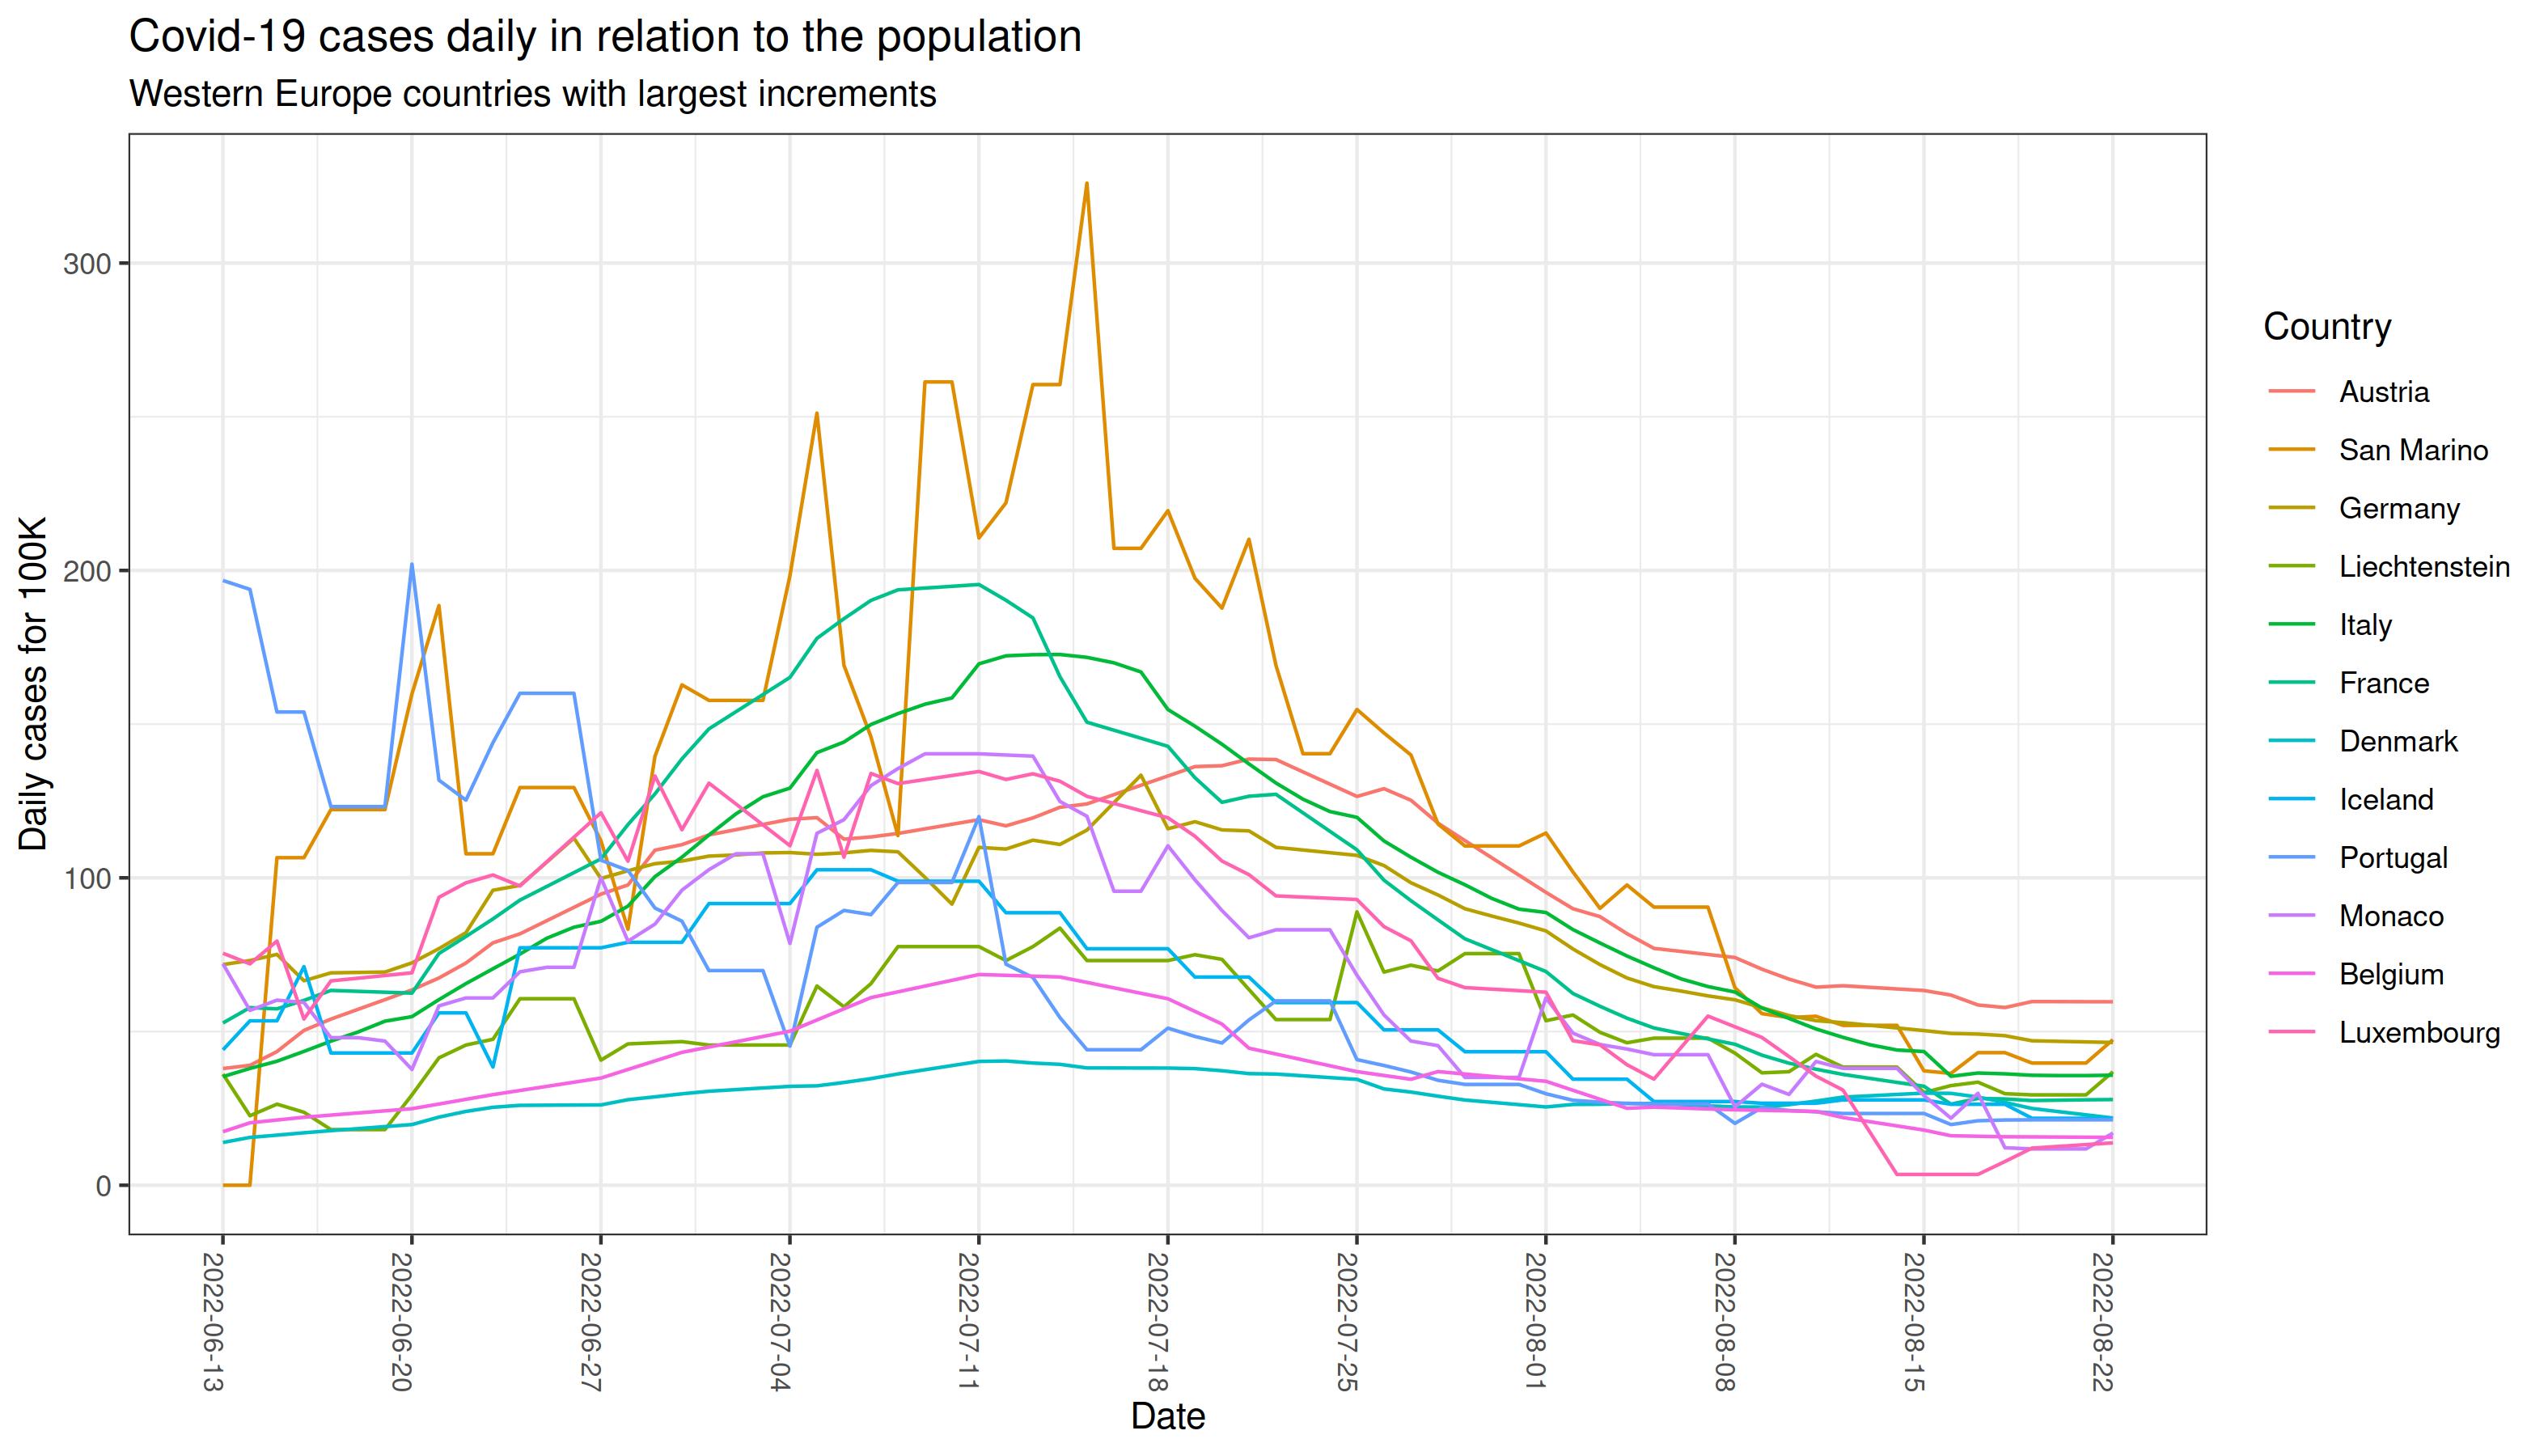 Covid-19 cases daily in relation to the population
Western Europe countries with largest increments
Daily cases for 100K
300
200
100
0
2022-06-13
2022-06-20
2022-06-27
2022-07-04
2022-07-11
2022-07-18
2022-07-25
2022-08-01
2022-08-08
2022-08-15
2022-08-22
Date
Country
Austria
San Marino
Germany
Liechtenstein
Italy
France
Denmark
Iceland
Portugal
Monaco
Belgium
Luxembourg